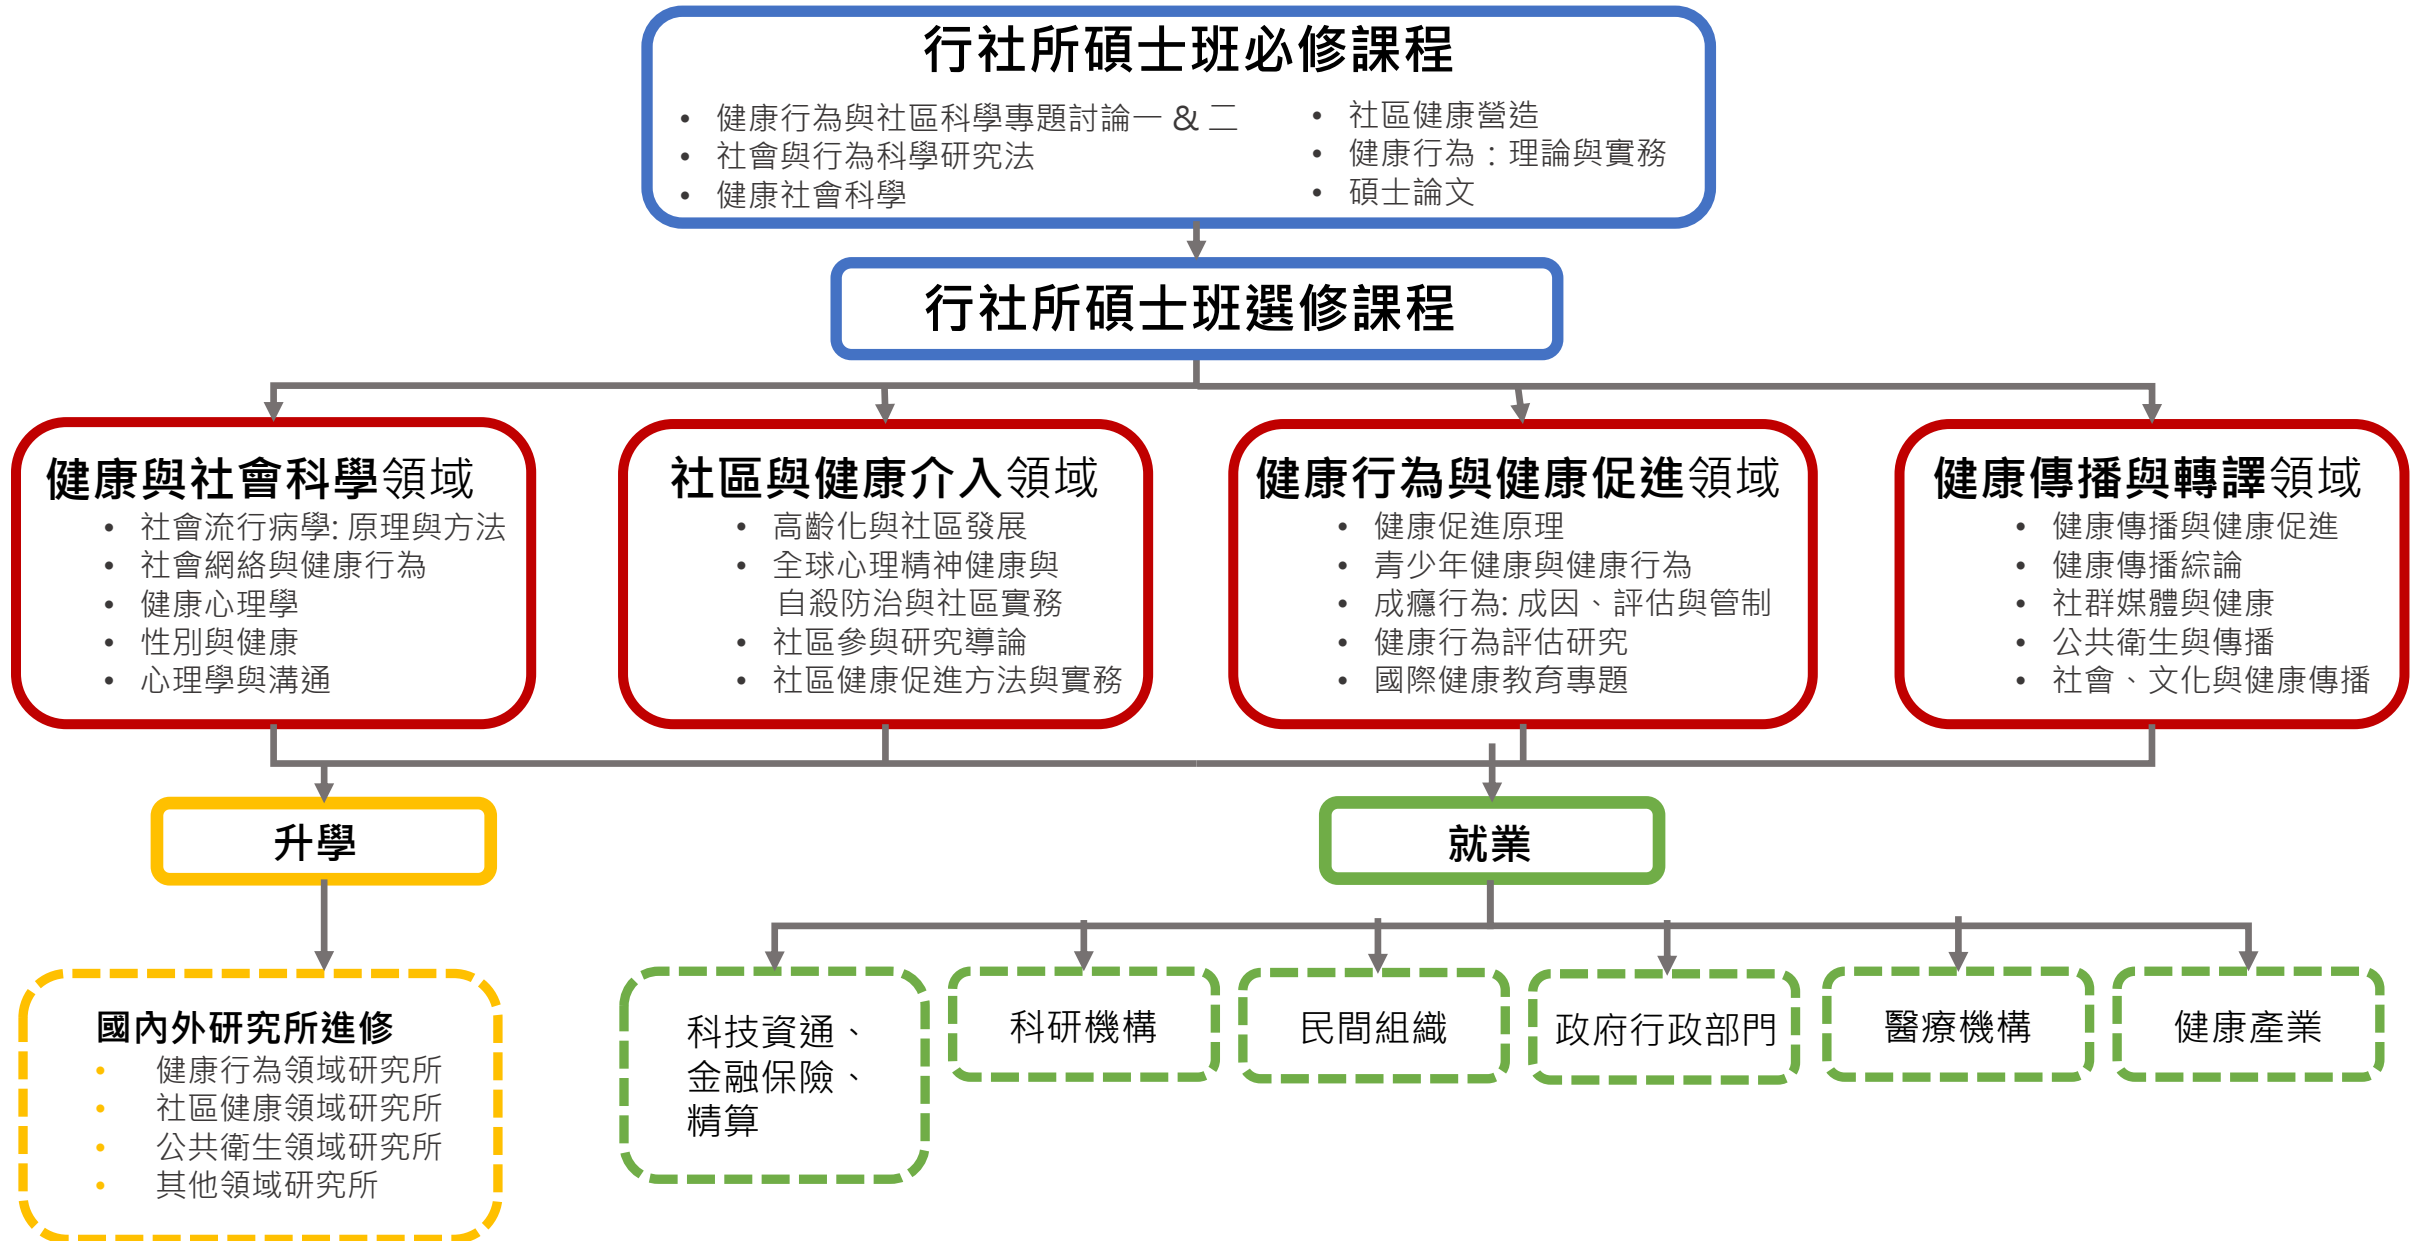 行社所碩士班必修課程
• 健康行為與社區科學專題討論一 & 二
• 社會與行為科學研究法
• 健康社會科學
• 社區健康營造
• 健康行為：理論與實務
• 碩士論文
行社所碩士班選修課程
健康與社會科學領域
• 社會流行病學: 原理與方法
• 社會網絡與健康行為
• 健康心理學
• 性別與健康
• 心理學與溝通
社區與健康介入領域
• 高齡化與社區發展
• 全球心理精神健康與
自殺防治與社區實務
• 社區參與研究導論
• 社區健康促進方法與實務
健康行為與健康促進領域
• 健康促進原理
• 青少年健康與健康行為
• 成癮行為: 成因、評估與管制
• 健康行為評估研究
• 國際健康教育專題
健康傳播與轉譯領域
• 健康傳播與健康促進
• 健康傳播綜論
• 社群媒體與健康
• 公共衛生與傳播
• 社會、文化與健康傳播
升學
就業
國內外研究所進修
• 健康行為領域研究所
• 社區健康領域研究所
• 公共衛生領域研究所
• 其他領域研究所
科技資通、
金融保險、
精算
科研機構
民間組織
政府行政部門
醫療機構
健康產業